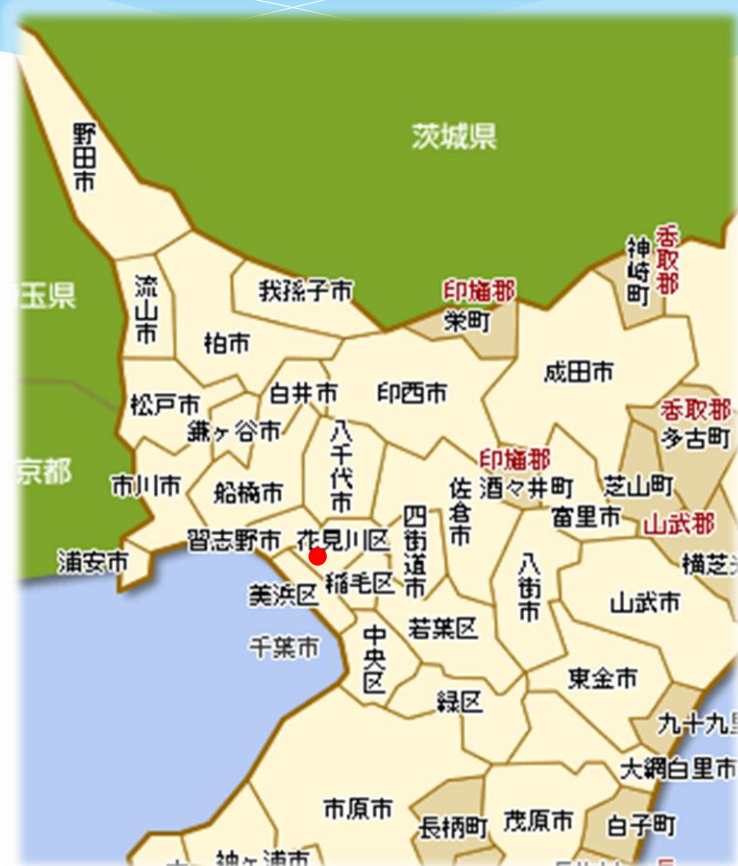 野田市
茨城県
神崎町
香取郡
玉県
流山市
我孫子市
印旛郡
栄町
柏市
成田市
松戸市
白井市
印西市
香取郡
多古町
鎌ヶ谷市
八千代市
京都
市川市
船橋市
佐倉市
印旛郡
酒々井町
芝山町
富里市
山武郡
習志野市
花見川区
四街道市
浦安市
横芝
稲毛区
美浜区
八街市
山武市
千葉市
中央区
若葉区
東金市
緑区
九十九里
大網白里市
市原市
長柄町
茂原市
白子町
袖ヶ浦市